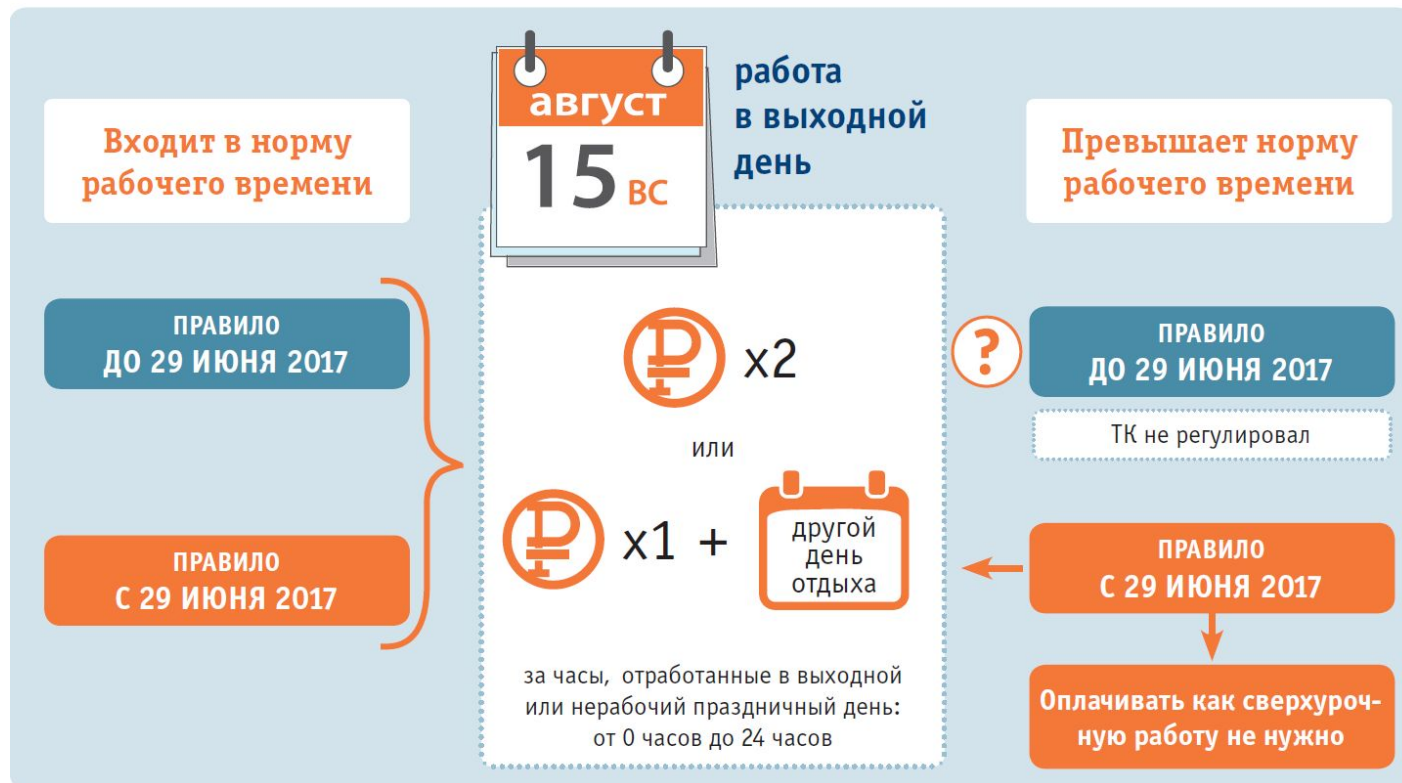 Входит в норму
рабочего времени
август
15 ВС
работа
в выходной
день
Превышает норму
рабочего времени
ПРАВИЛО
ДО 29 ИЮНЯ 2017
ПРАВИЛО
С 29 ИЮНЯ 2017
₽ x2
или
₽ x1 +
другой
день
отдыха
за часы, отработанные в выходной
или нерабочий праздничный день:
от 0 часов до 24 часов
?
ПРАВИЛО
ДО 29 ИЮНЯ 2017
ТК не регулировал
ПРАВИЛО
С 29 ИЮНЯ 2017
Оплачивать как сверхуроч-
ную работу не нужно